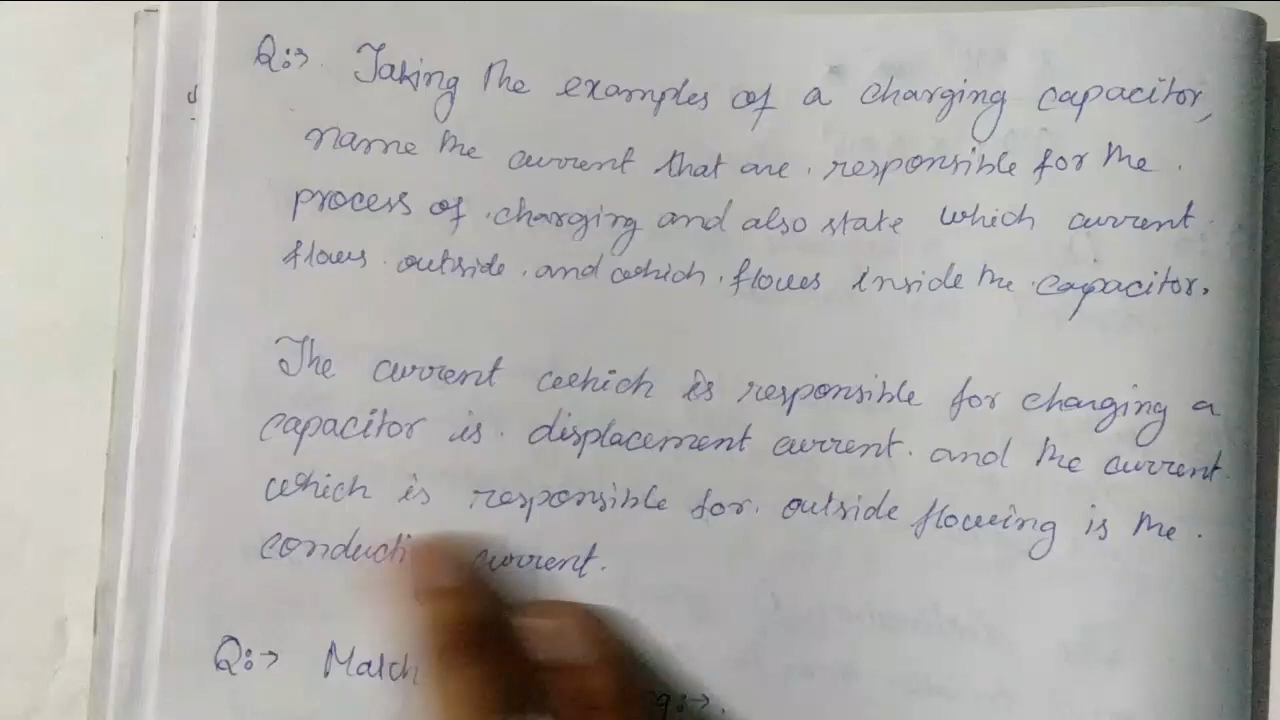 Q:→ Taking the examples of a charging capacitor,
name the current that are responsible for the
process of charging and also state which current
flows outside and which flows inside the capacitor.
The current which is responsible for charging a
capacitor is displacement current and the current
which is responsible for outside flowing is the
conducti current.
Q:→ Match
g:→.